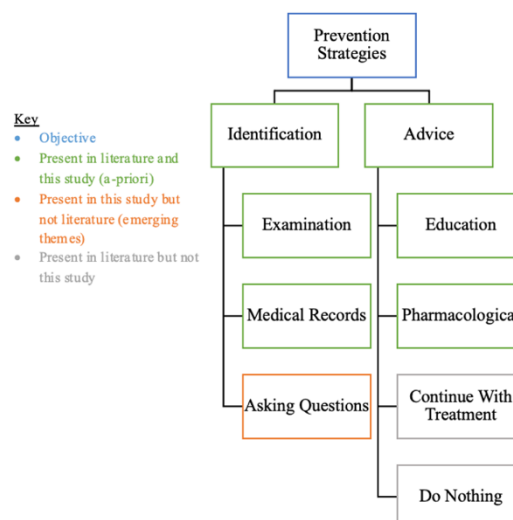 Prevention
Strategies
Identification
Advice
Key
Objective
Present in literature and
this study (a-priori)
Present in this study but
not literature (emerging
themes)
Present in literature but not
this study
Examination
Education
Medical Records
Pharmacologica
Asking Questions
Continue With
Treatment
Do Nothing